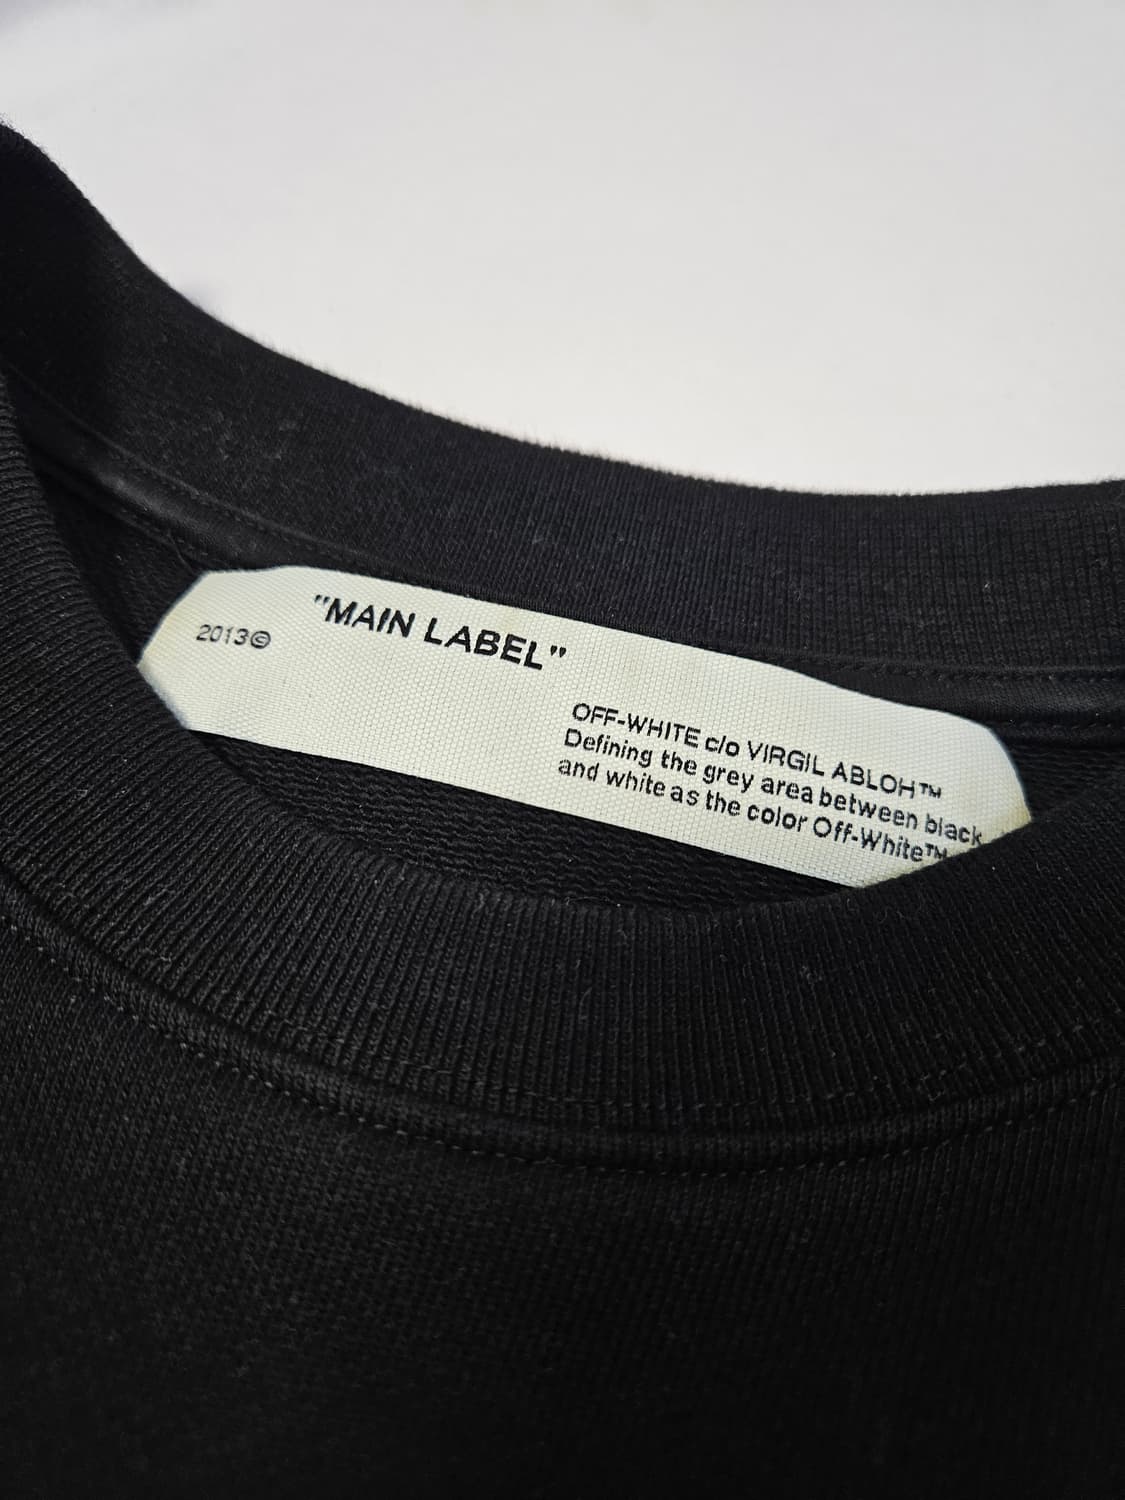 "MAIN LABEL"
2013©
OFF-WHITE c/o VIRGIL ABLOH™
Defining the grey area between black
and white as the color Off-White™